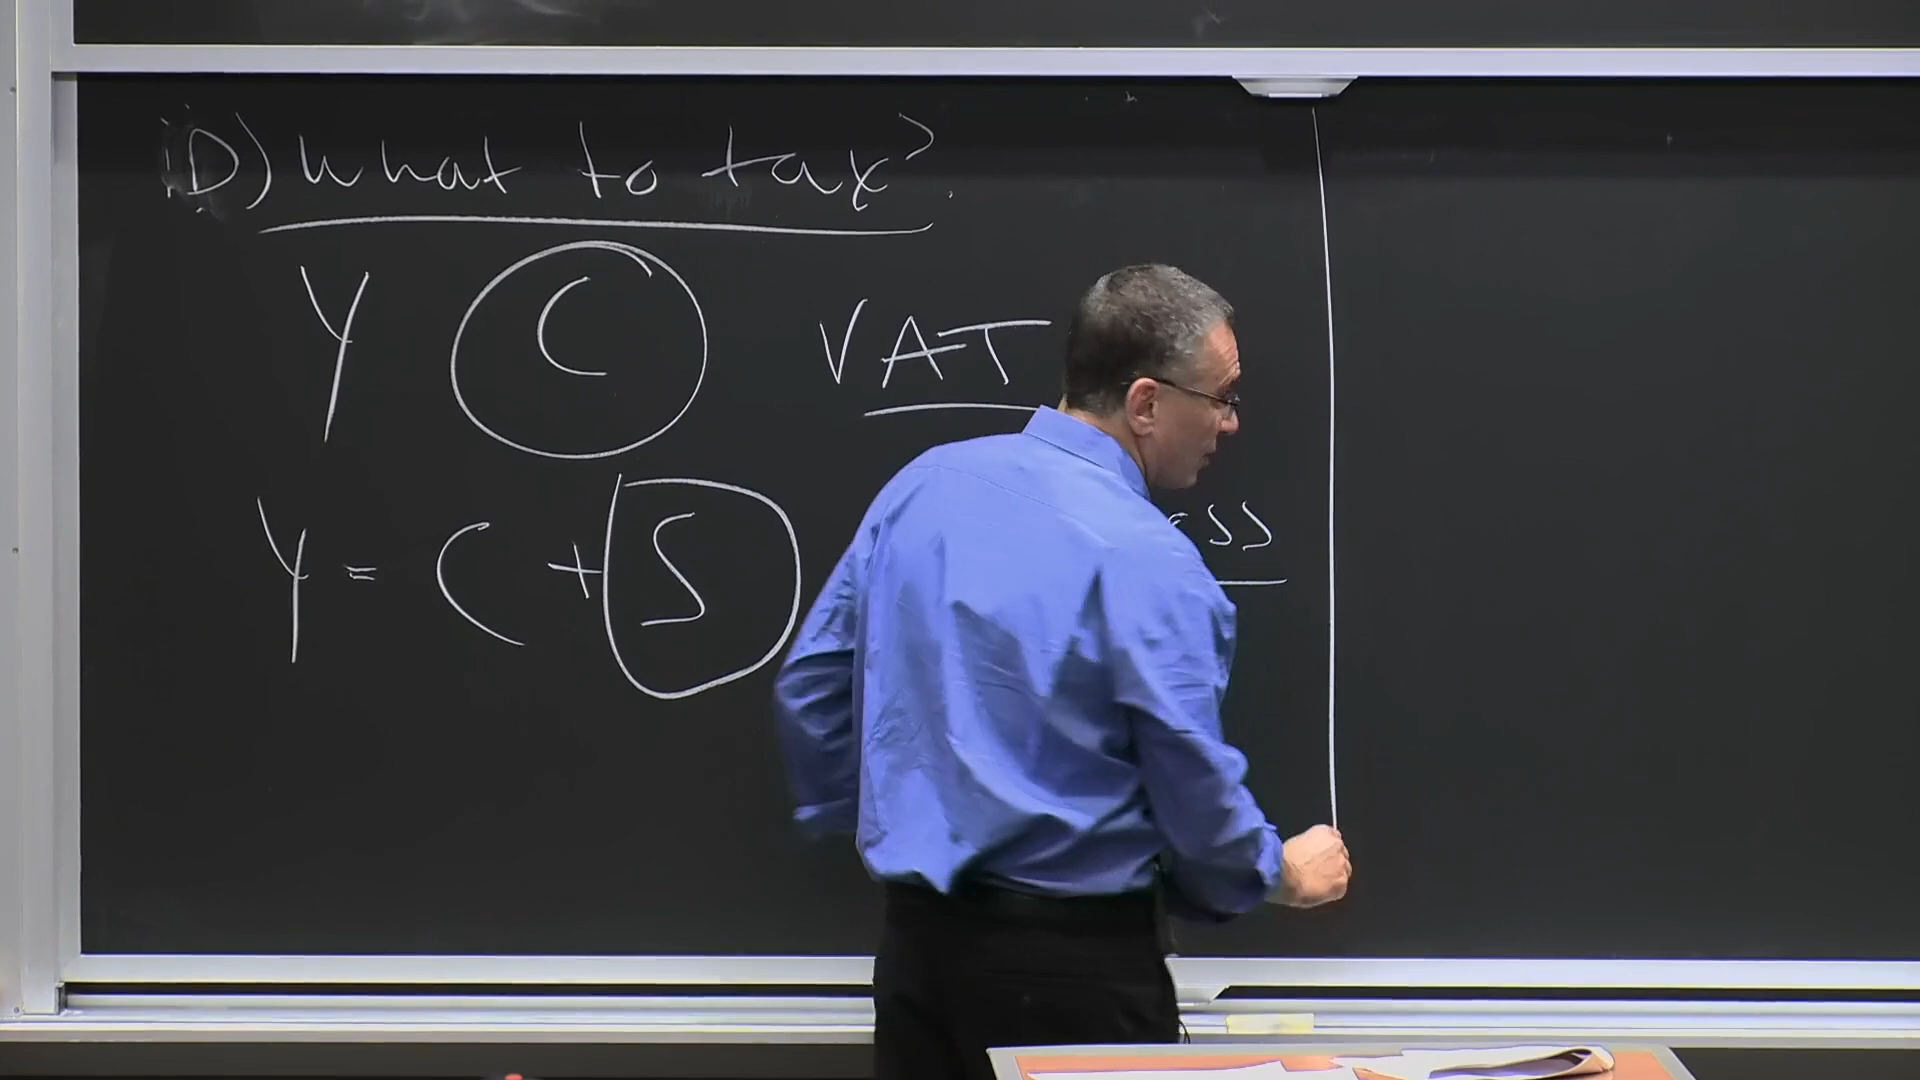 D) What to tax?
Y C VAT
Y = C + S